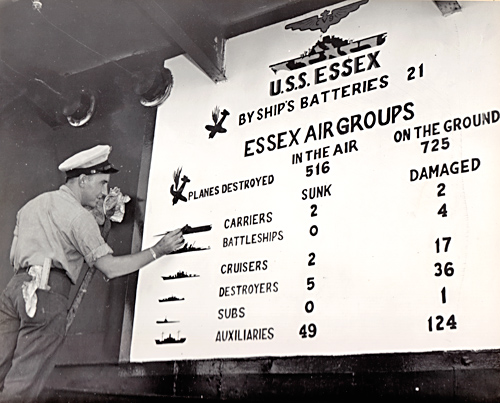 U.S.S. ESSEX
BY SHIP'S BATTERIES 21
ESSEX AIR GROUPS
IN THE AIR ON THE GROUND
PLANES DESTROYED 516 725
SUNK DAMAGED
CARRIERS 2 2
BATTLESHIPS 0 4
CRUISERS 2 17
DESTROYERS 5 36
SUBS 0 1
AUXILIARIES 49 124